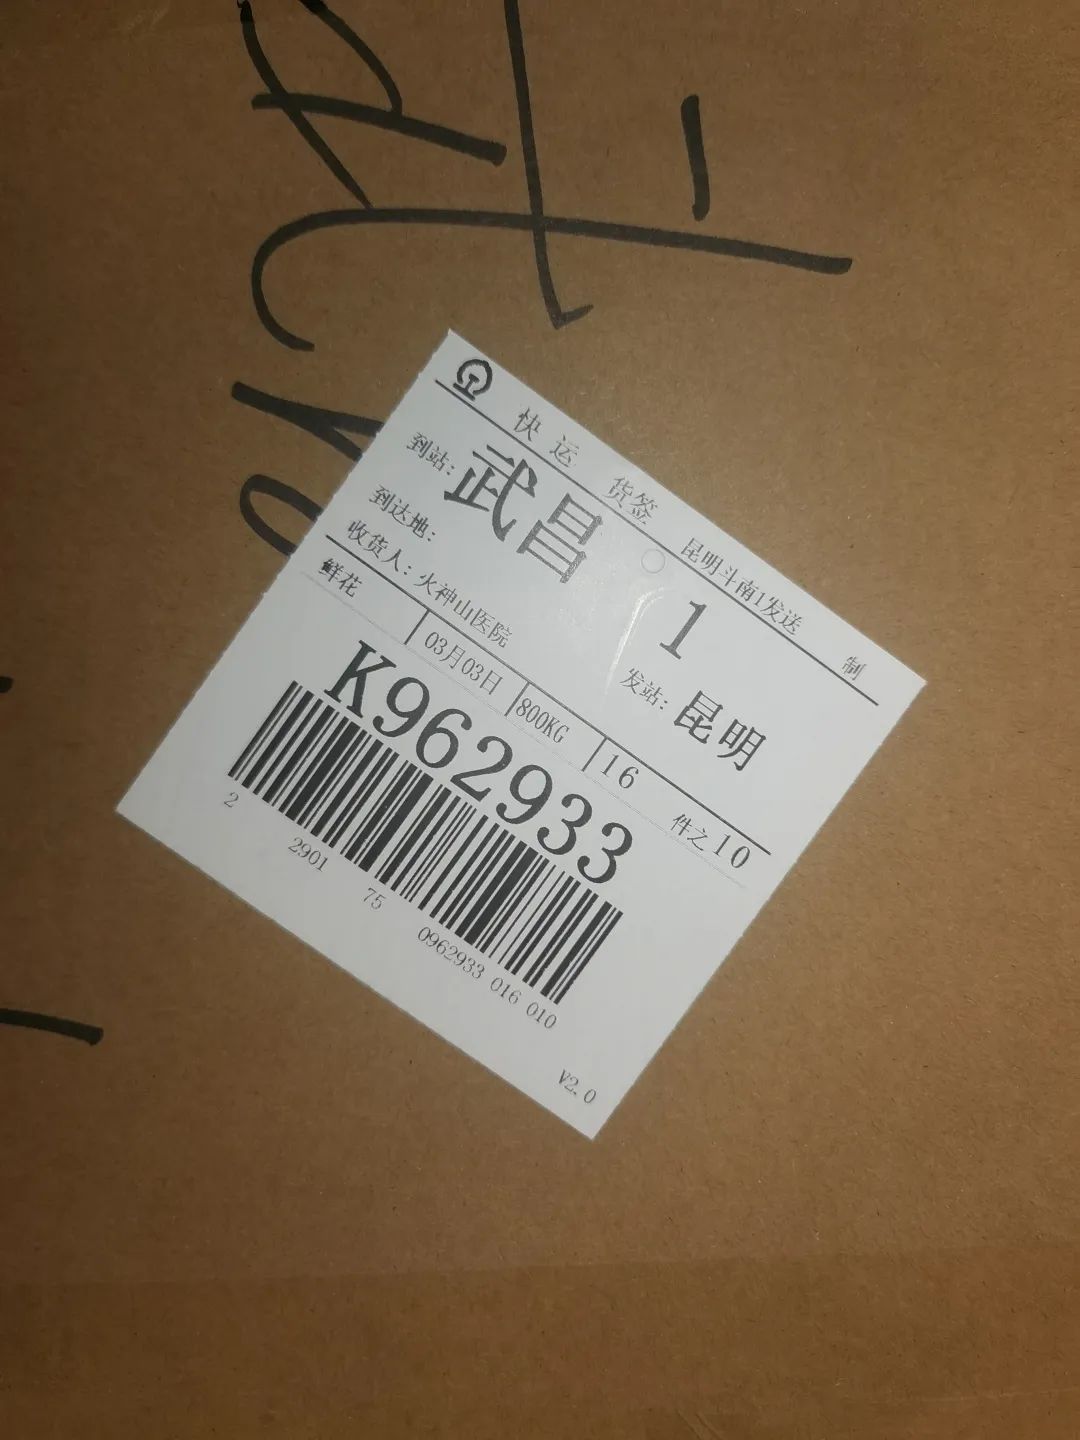 快运 货签 昆明斗南1发送 制
到站: 武昌 1
到达地: 发站: 昆明
收货人: 火神山医院
鲜花 03月03日 800KG 16 件之 10
K962933
2 2901 75 0962933 016 010
V2.0